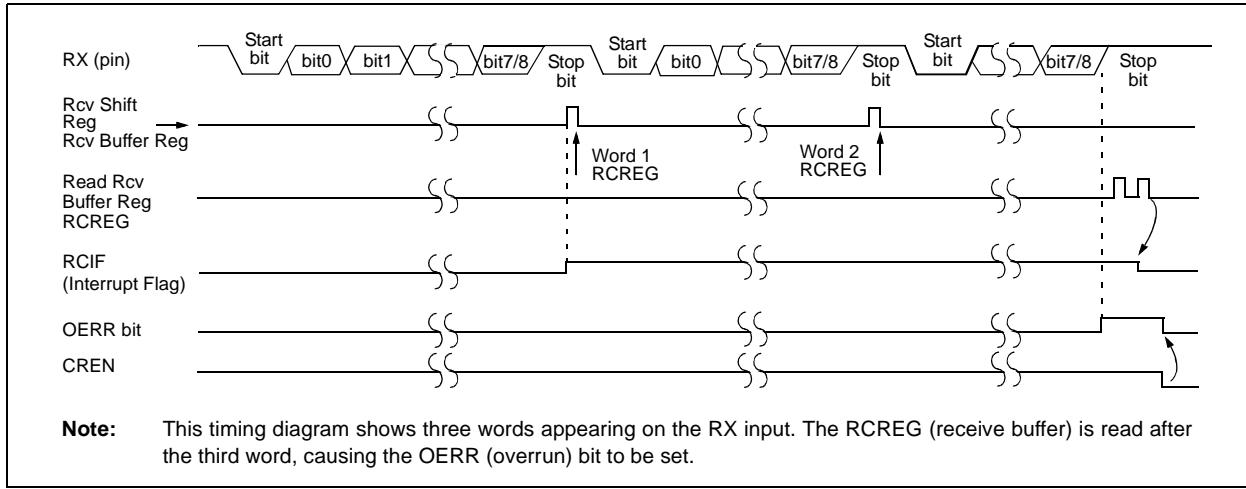 RX (pin)
Start
bit
bit0
bit1
bit7/8
Stop
bit
Start
bit
bit0
bit7/8
Stop
bit
Start
bit
bit7/8
Stop
bit
Rcv Shift
Reg
Rcv Buffer Reg
Word 1
RCREG
Word 2
RCREG
Read Rcv
Buffer Reg
RCREG
RCIF
(Interrupt Flag)
OERR bit
CREN
Note: This timing diagram shows three words appearing on the RX input. The RCREG (receive buffer) is read after
the third word, causing the OERR (overrun) bit to be set.